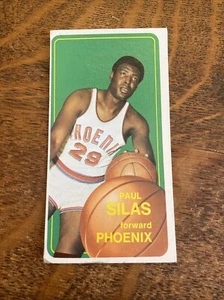 PHOENIX
29
PAUL
SILAS
forward
PHOENIX